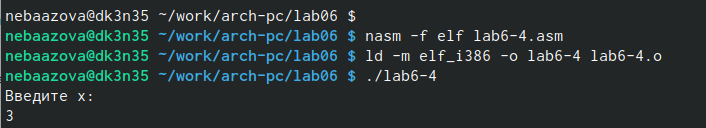 nebaazova@dk3n35 ~/work/arch-pc/lab06 $
nebaazova@dk3n35 ~/work/arch-pc/lab06 $ nasm -f elf lab6-4.asm
nebaazova@dk3n35 ~/work/arch-pc/lab06 $ ld -m elf_i386 -o lab6-4 lab6-4.o
nebaazova@dk3n35 ~/work/arch-pc/lab06 $ ./lab6-4
Введите x:
3